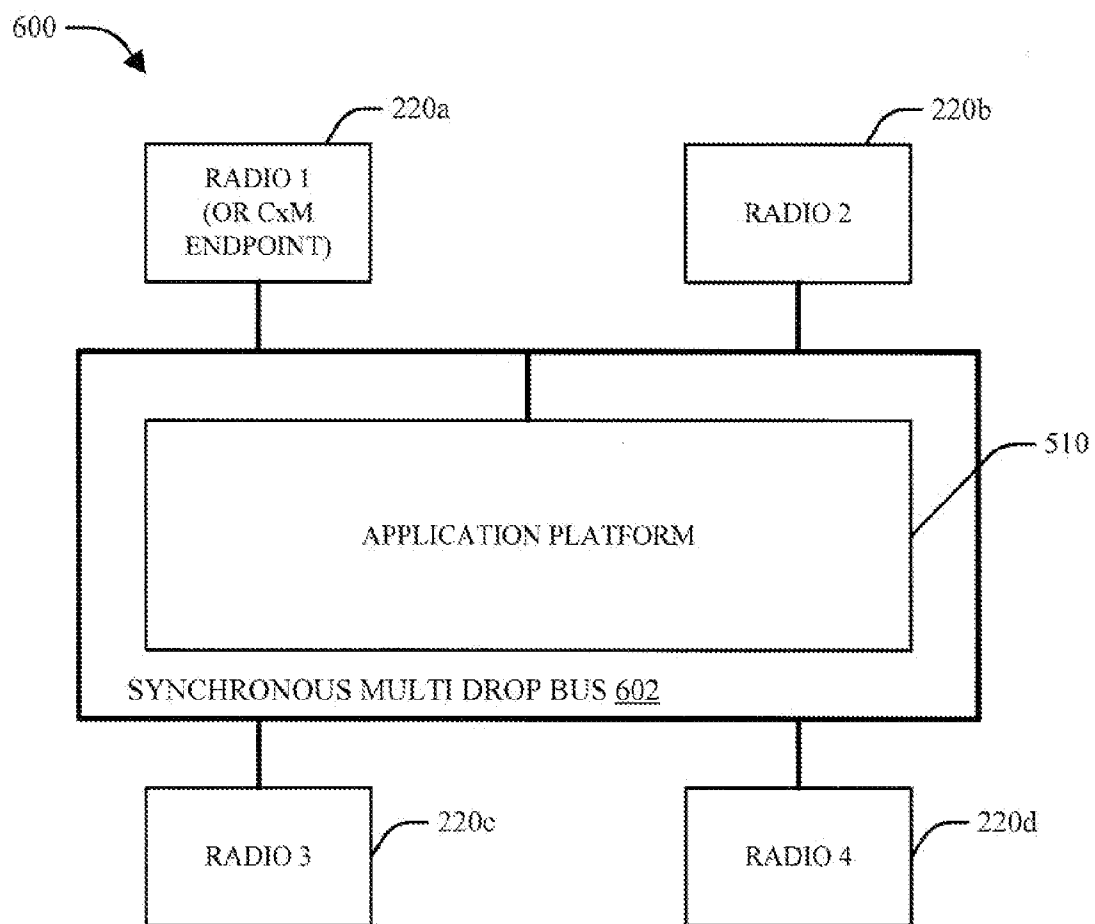 600
220a
220b
RADIO 1
(OR CxM
ENDPOINT)
RADIO 2
510
APPLICATION PLATFORM
SYNCHRONOUS MULTI DROP BUS 602
220c
220d
RADIO 3
RADIO 4